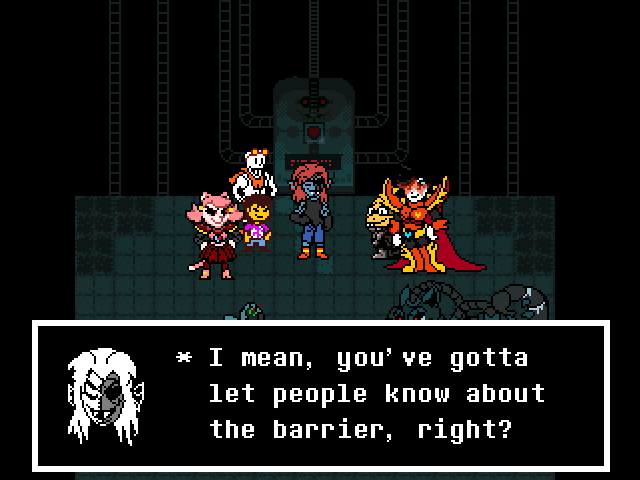 * I mean, you've gotta
let people know about
the barrier, right?